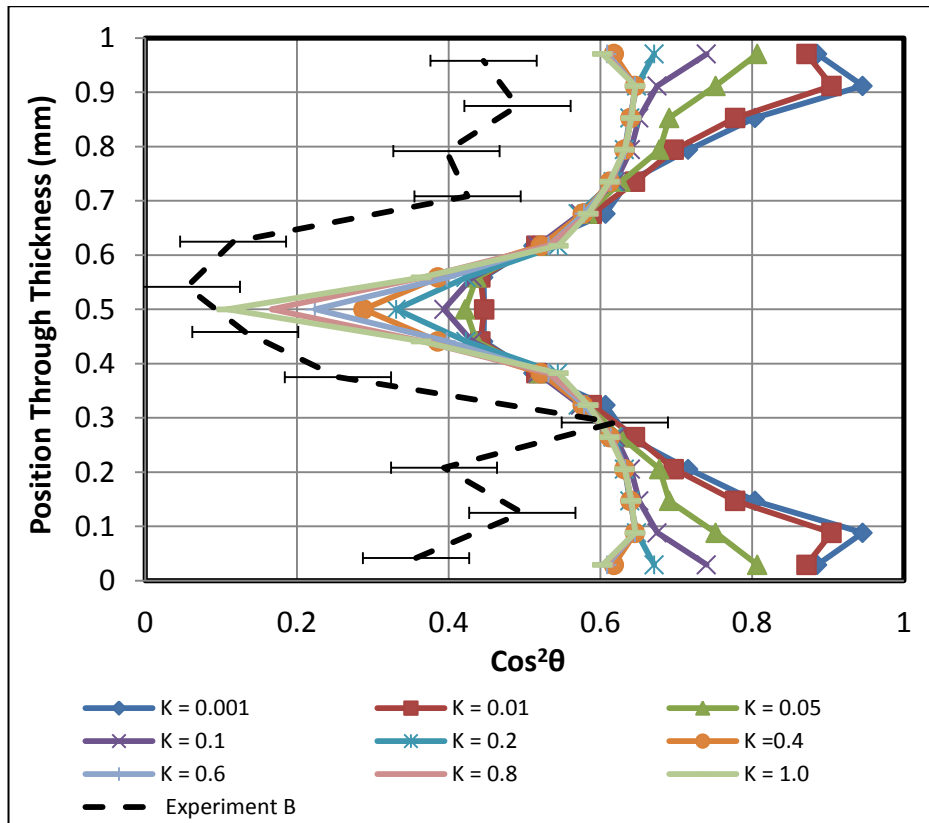 1
0.9
0.8
0.7
0.6
0.5
0.4
0.3
0.2
0.1
0
Position Through Thickness (mm)
0 0.2 0.4 0.6 0.8 1
Cos²θ
K = 0.001 K = 0.01 K = 0.05
K = 0.1 K = 0.2 K =0.4
K = 0.6 K = 0.8 K = 1.0
Experiment B